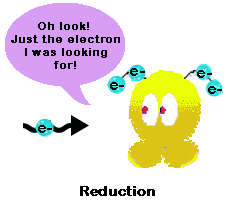 Oh look!
Just the electron
I was looking
for!
e-
e-
e-
e-
e-
Reduction